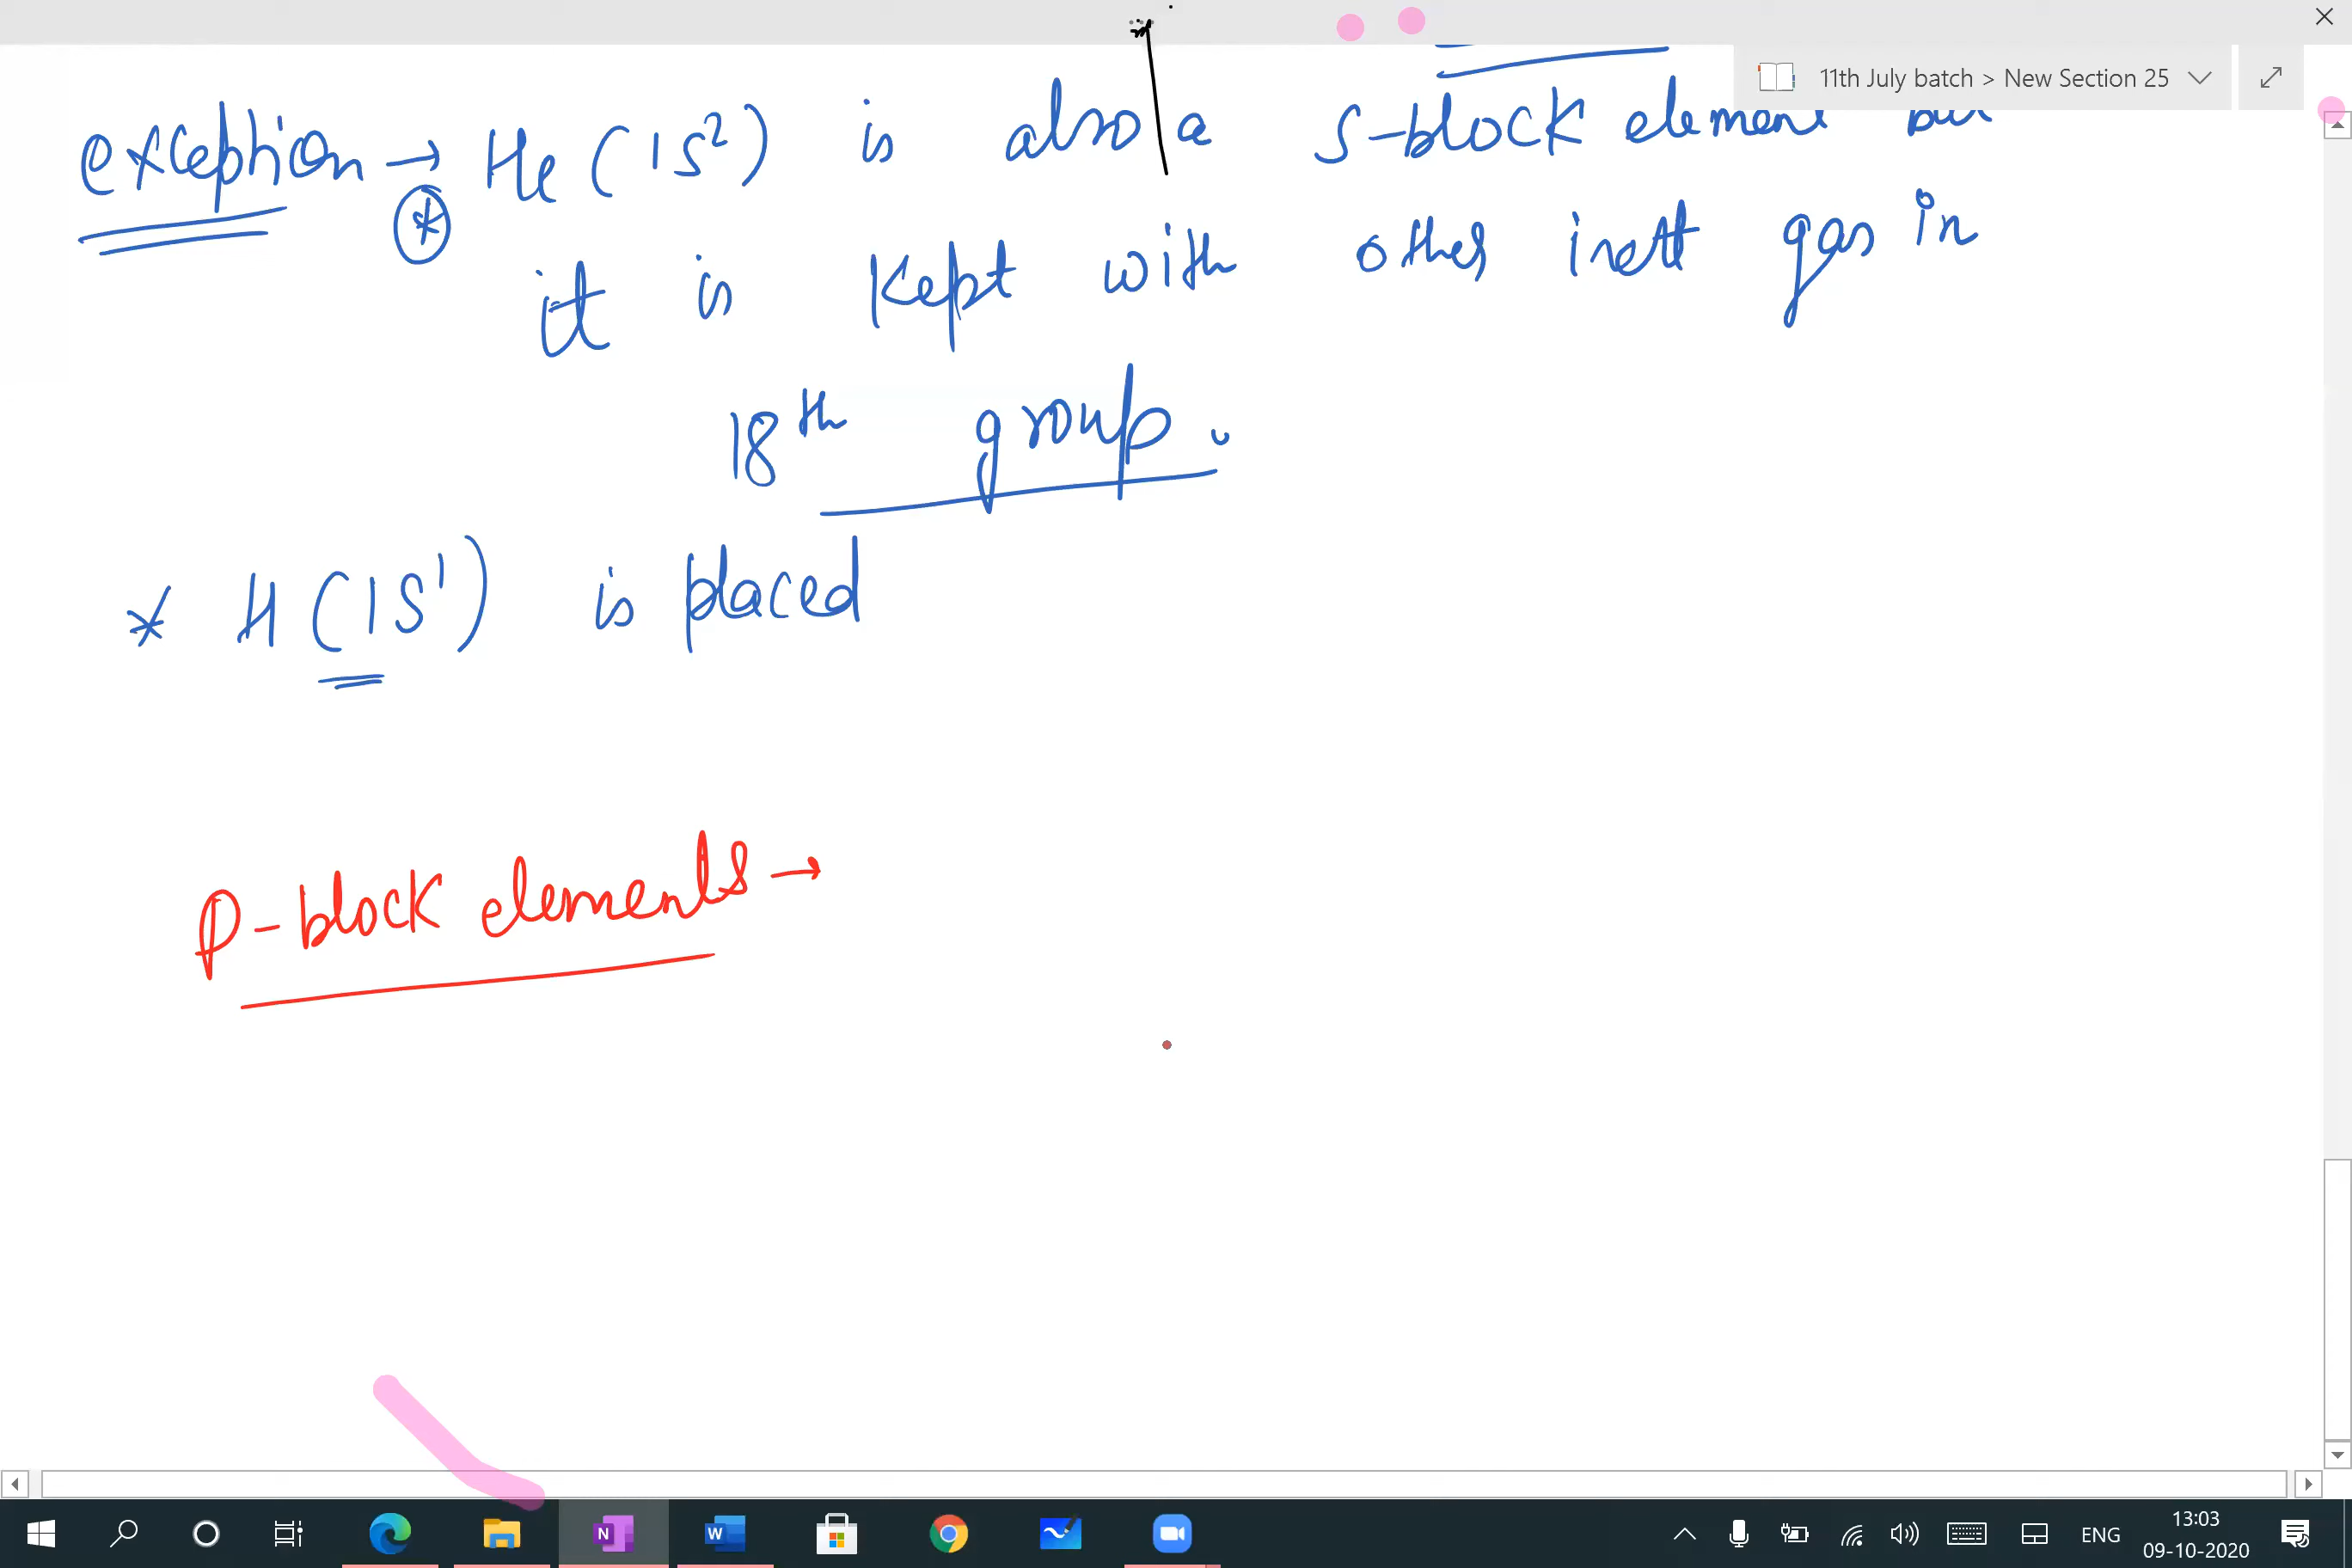 11th July batch > New Section 25
exception → He (1S²) is also a S-block element but
*
it is kept with other inert gas in
18th group.
* H (1S¹) is placed
P-block elements →
ENG
13:03
09-10-2020